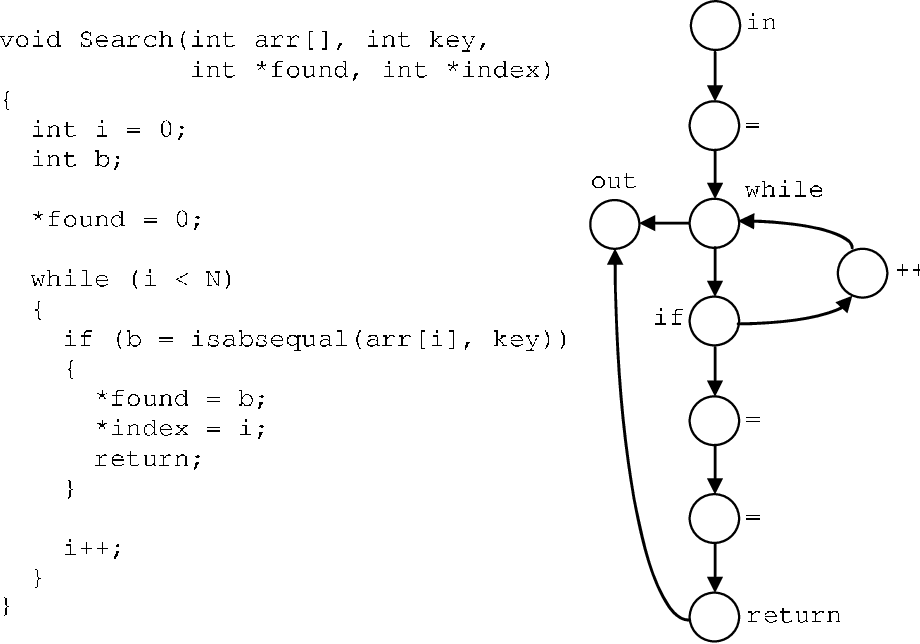 void Search(int arr[], int key,
            int *found, int *index)
{
  int i = 0;
  int b;

  *found = 0;

  while (i < N)
  {
    if (b = isabsequal(arr[i], key))
    {
      *found = b;
      *index = i;
      return;
    }

    i++;
  }
}
in
=
out
while
++
if
=
=
return